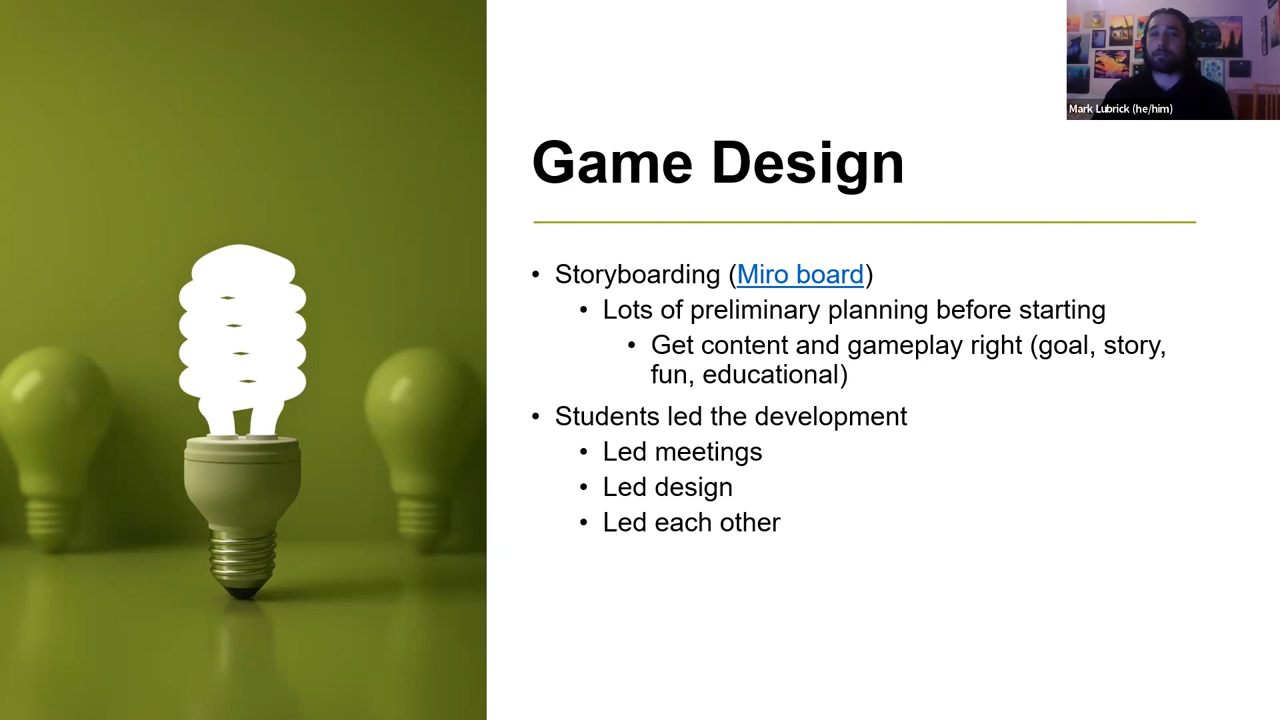 Mark Lubrick (he/him)
Game Design
• Storyboarding (Miro board)
• Lots of preliminary planning before starting
• Get content and gameplay right (goal, story,
fun, educational)
• Students led the development
• Led meetings
• Led design
• Led each other